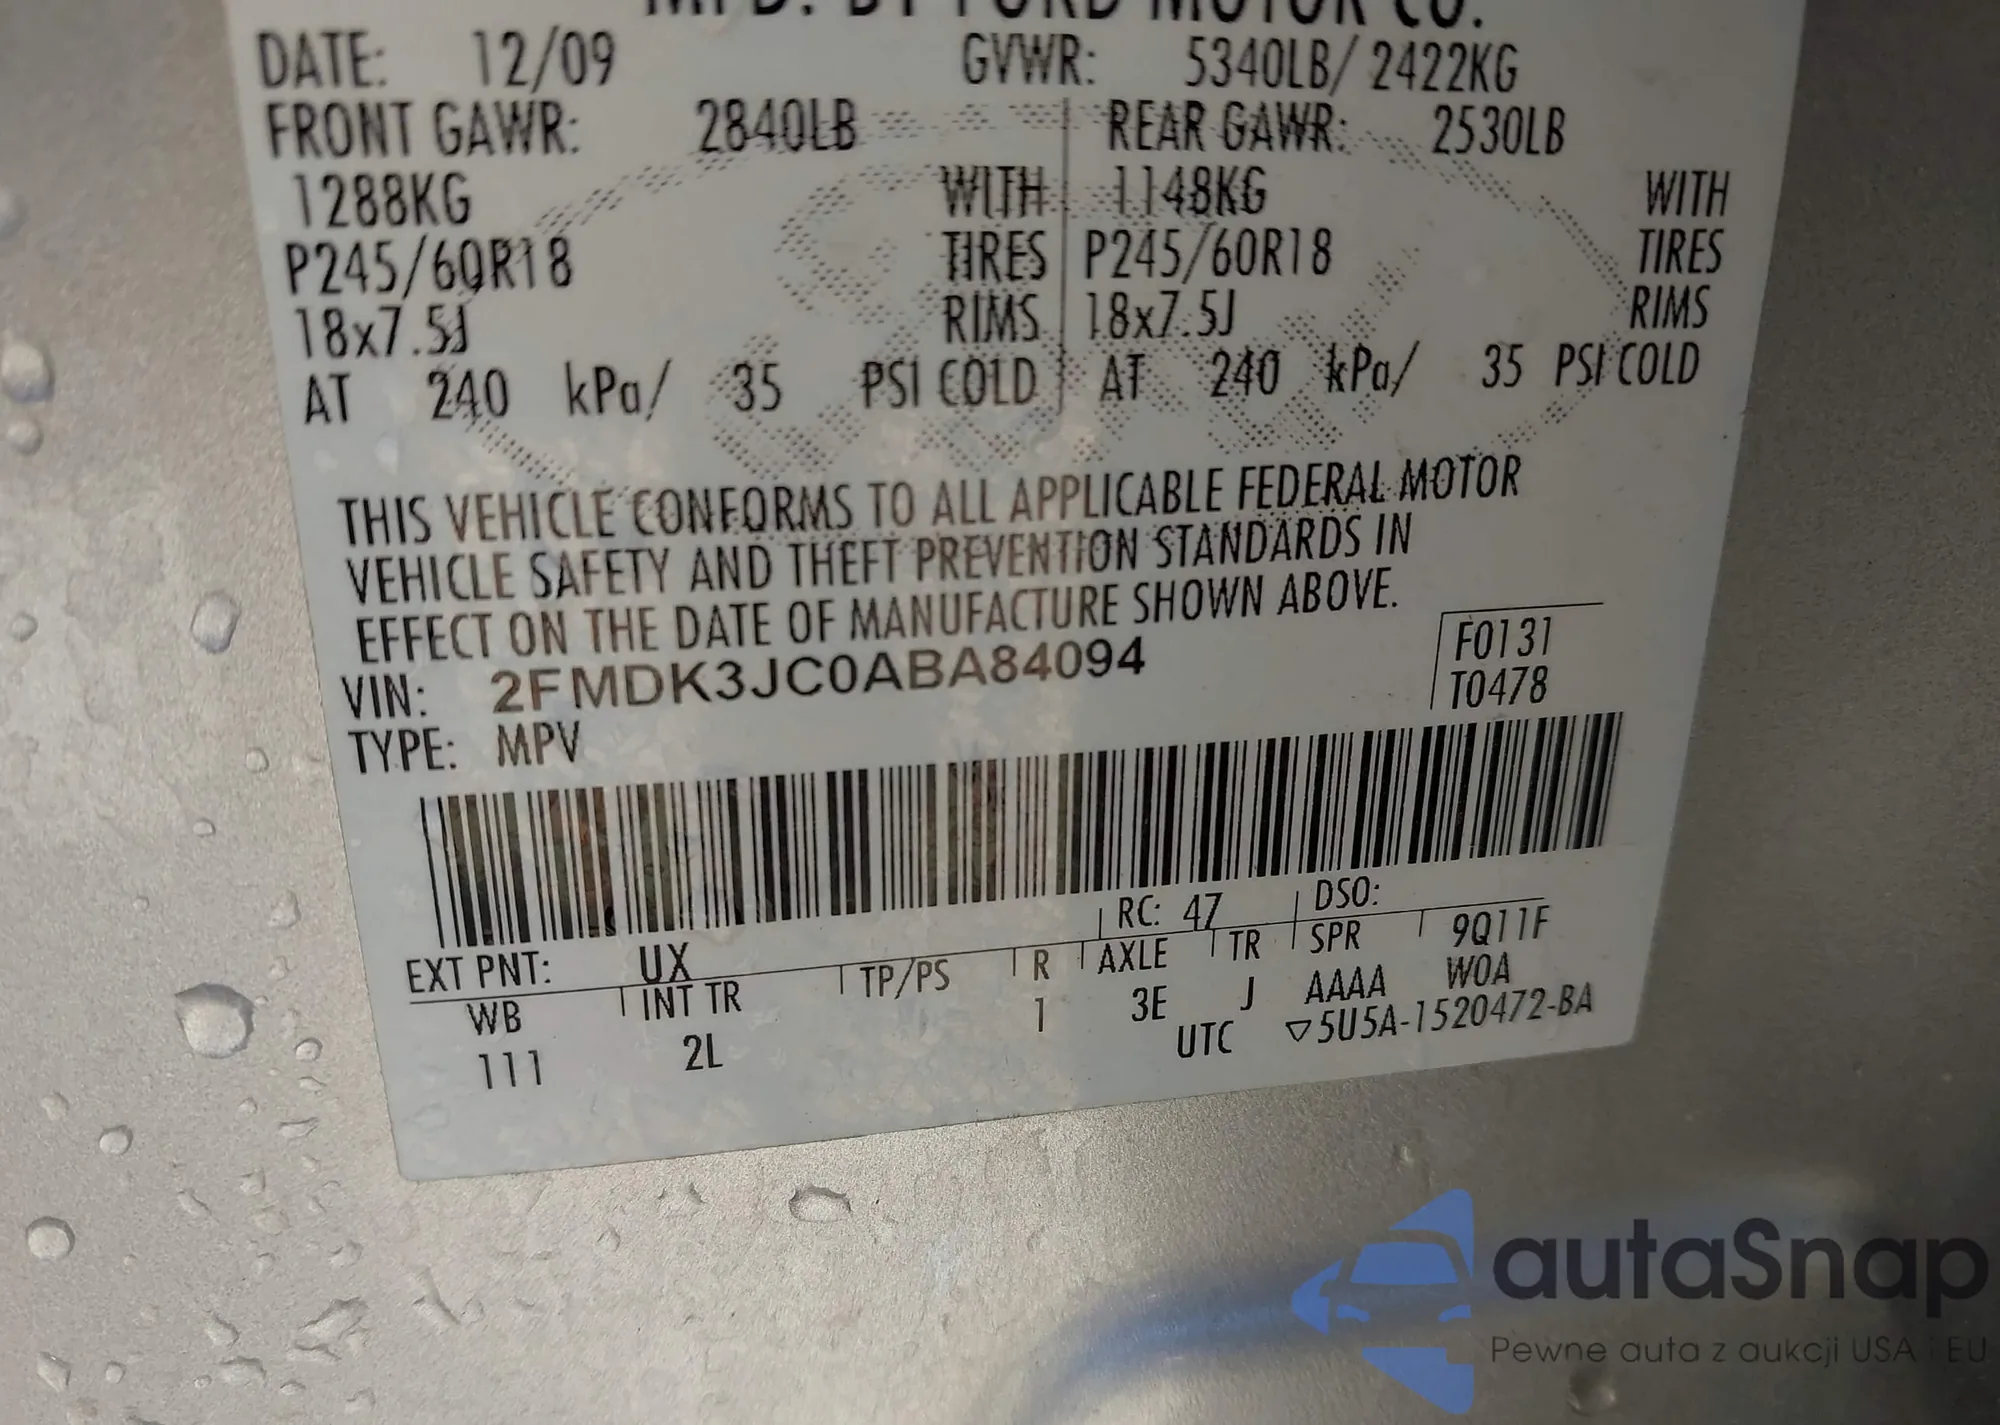 MFD. BY FORD MOTOR CO.
DATE: 12/09 GVWR: 5340LB/ 2422KG
FRONT GAWR: 2840LB REAR GAWR: 2530LB
1288KG WITH 1148KG WITH
P245/60R18 TIRES P245/60R18 TIRES
18x7.5J RIMS 18x7.5J RIMS
AT 240 kPa/ 35 PSI COLD AT 240 kPa/ 35 PSI COLD
THIS VEHICLE CONFORMS TO ALL APPLICABLE FEDERAL MOTOR
VEHICLE SAFETY AND THEFT PREVENTION STANDARDS IN
EFFECT ON THE DATE OF MANUFACTURE SHOWN ABOVE.
VIN: 2FMDK3JC0ABA84094 F0131
TYPE: MPV T0478
EXT PNT: UX RC: 47 DSO:
WB INT TR TP/PS R AXLE TR SPR 9Q11F
111 2L 1 3E J AAAA W0A
UTC ▽5U5A-1520472-BA
autaSnap
Pewne auta z aukcji USA i EU